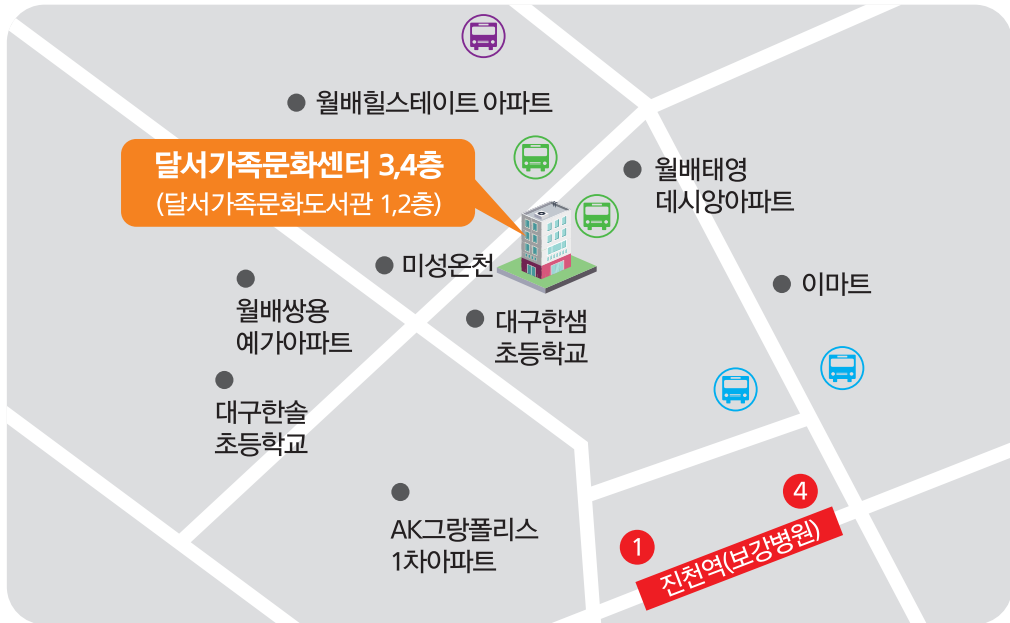 월배힐스테이트 아파트
달서가족문화센터 3,4층
(달서가족문화도서관 1,2층)
월배태영
데시앙아파트
미성온천
이마트
월배쌍용
예가아파트
대구한샘
초등학교
대구한솔
초등학교
AK그랑폴리스
1차아파트
4
1
진천역(보강병원)